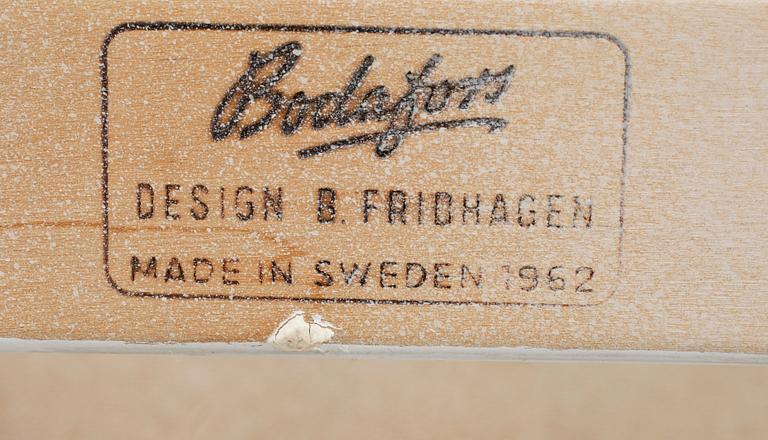 Bodafors
DESIGN B. FRIDHAGEN
MADE IN SWEDEN 1962